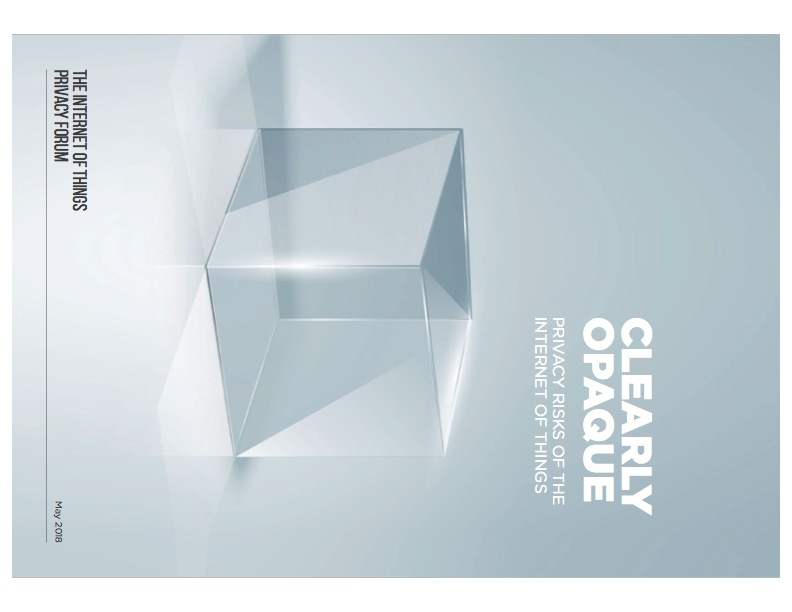 CLEARLY
OPAQUE
PRIVACY RISKS OF THE
INTERNET OF THINGS
THE INTERNET OF THINGS
PRIVACY FORUM
May 2018